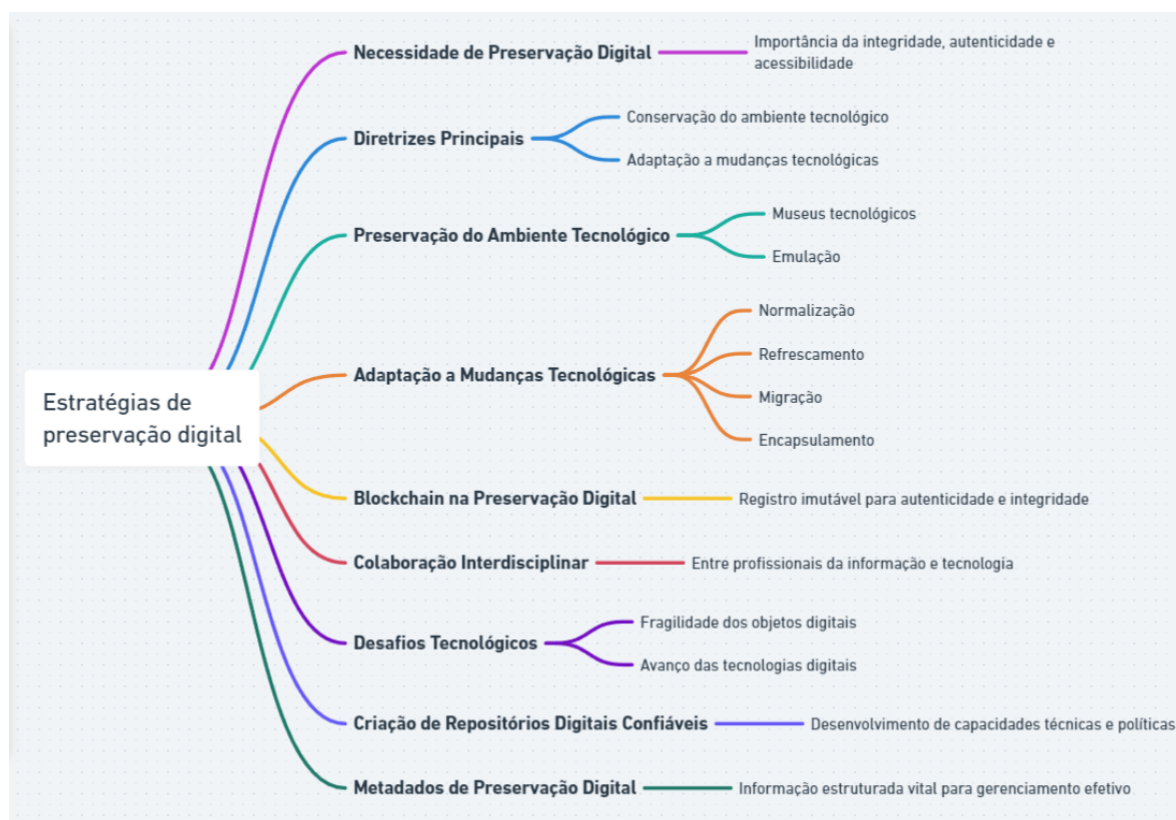 Necessidade de Preservação Digital
Importância da integridade, autenticidade e
acessibilidade
Diretrizes Principais
Conservação do ambiente tecnológico
Adaptação a mudanças tecnológicas
Preservação do Ambiente Tecnológico
Museus tecnológicos
Emulação
Adaptação a Mudanças Tecnológicas
Normalização
Refrescamento
Migração
Encapsulamento
Estratégias de
preservação digital
Blockchain na Preservação Digital
Registro imutável para autenticidade e integridade
Colaboração Interdisciplinar
Entre profissionais da informação e tecnologia
Desafios Tecnológicos
Fragilidade dos objetos digitais
Avanço das tecnologias digitais
Criação de Repositórios Digitais Confiáveis
Desenvolvimento de capacidades técnicas e políticas
Metadados de Preservação Digital
Informação estruturada vital para gerenciamento efetivo